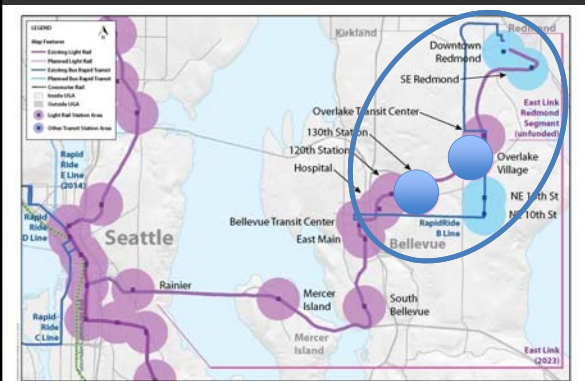 LEGEND
Map Features
Existing Light Rail
Planned Light Rail
Existing Bus Rapid Transit
Planned Bus Rapid Transit
Commuter Rail
Inside UGA
Outside UGA
Light Rail Station Area
Other Transit Station Area
N
Kirkland
Redmond
Downtown
Redmond
SE Redmond
East Link
Redmond
Segment
(unfunded)
Overlake Transit Center
130th Station
120th Station
Hospital
Overlake
Village
Rapid
Ride
E Line
(2014)
NE 15th St
NE 10th St
Rapid
Ride
D Line
Seattle
Bellevue Transit Center
East Main
RapidRide
B Line
Bellevue
Rainier
Mercer
Island
South
Bellevue
Rapid
Ride
C Line
Mercer
Island
East Link
(2023)